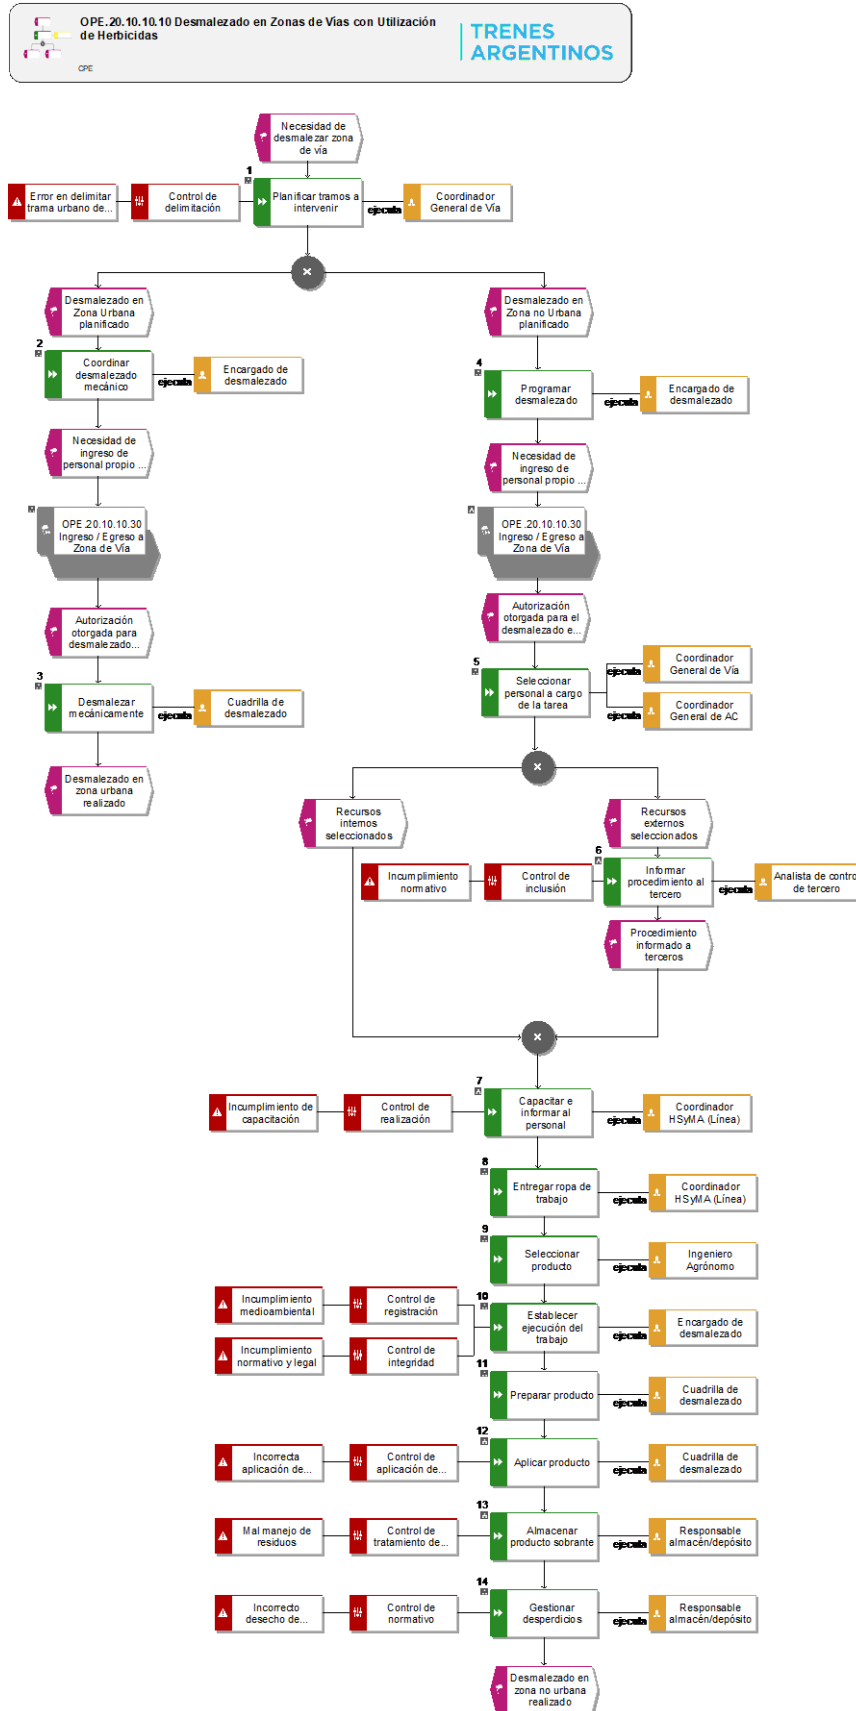 OPE.20.10.10.10 Desmalezado en Zonas de Vias con Utilización
de Herbicidas
CPE
TRENES
ARGENTINOS
Necesidad de
desmalezar zona
de vía
1
Error en delimitar
trama urbano de...
Control de
delimitación
Planificar tramos a
intervenir
ejecuta
Coordinador
General de Vía
Desmalezado en
Zona Urbana
planificado
Desmalezado en
Zona no Urbana
planificado
2
Coordinar
desmalezado
mecánico
ejecuta
Encargado de
desmalezado
4
Programar
desmalezado
ejecuta
Encargado de
desmalezado
Necesidad de
ingreso de
personal propio ...
Necesidad de
ingreso de
personal propio ...
OPE.20.10.10.30
Ingreso / Egreso a
Zona de Vía
OPE.20.10.10.30
Ingreso / Egreso a
Zona de Vía
Autorización
otorgada para
desmalezado...
Autorización
otorgada para el
desmalezado e...
3
Desmalezar
mecánicamente
ejecuta
Cuadrilla de
desmalezado
5
Seleccionar
personal a cargo
de la tarea
ejecuta
Coordinador
General de Vía
ejecuta
Coordinador
General de AC
Desmalezado en
zona urbana
realizado
Recursos
internos
seleccionados
Recursos
externos
seleccionados
6
Incumplimiento
normativo
Control de
inclusión
Informar
procedimiento al
tercero
ejecuta
Analista de contro
de tercero
Procedimiento
informado a
terceros
7
Incumplimiento de
capacitación
Control de
realización
Capacitar e
informar al
personal
ejecuta
Coordinador
HSyMA (Línea)
8
Entregar ropa de
trabajo
ejecuta
Coordinador
HSyMA (Línea)
9
Seleccionar
producto
ejecuta
Ingeniero
Agrónomo
10
Incumplimiento
medioambiental
Control de
registración
Incumplimiento
normativo y legal
Control de
integridad
Establecer
ejecución del
trabajo
ejecuta
Encargado de
desmalezado
11
Preparar producto
ejecuta
Cuadrilla de
desmalezado
12
Incorrecta
aplicación de...
Control de
aplicación de...
Aplicar producto
ejecuta
Cuadrilla de
desmalezado
13
Mal manejo de
residuos
Control de
tratamiento de...
Almacenar
producto sobrante
ejecuta
Responsable
almacén/depósito
14
Incorrecto
desecho de...
Control de
normativo
Gestionar
desperdicios
ejecuta
Responsable
almacén/depósito
Desmalezado en
zona no urbana
realizado